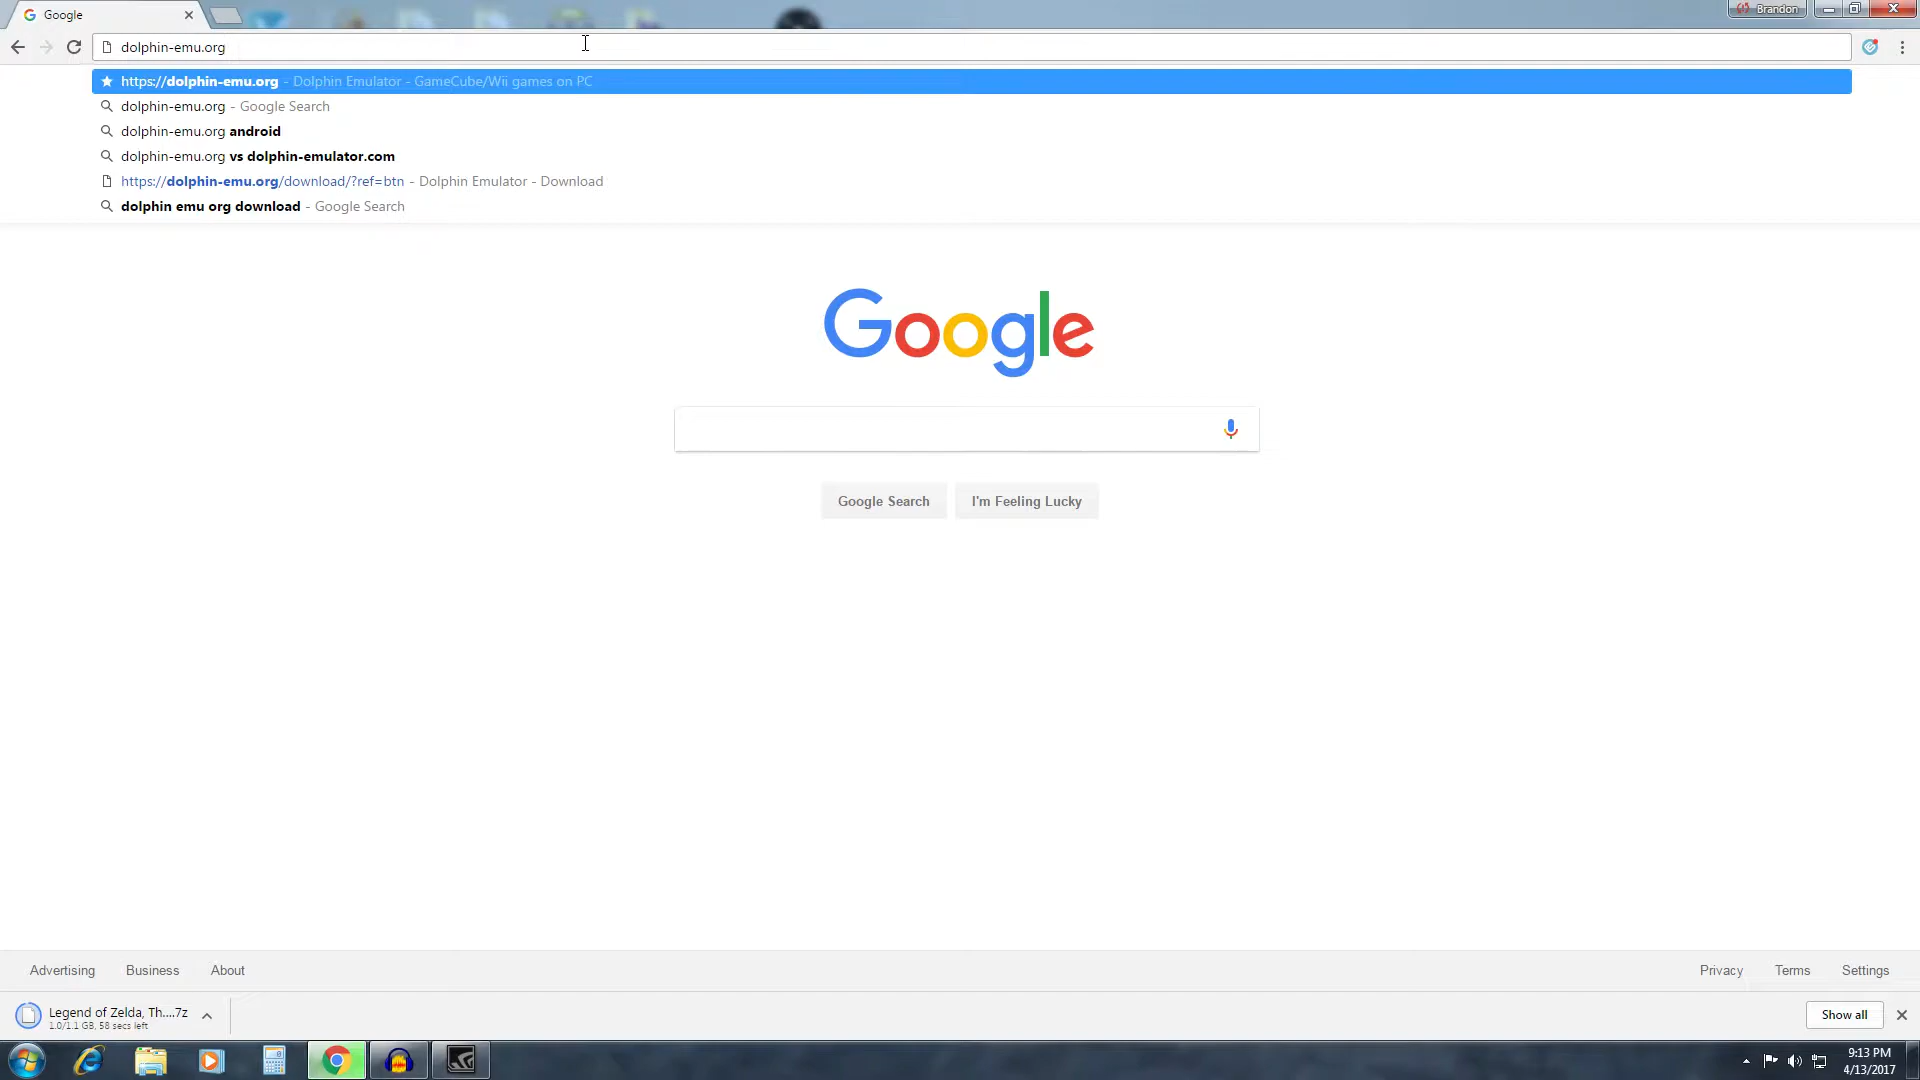 Google
Brandon
dolphin-emu.org
https://dolphin-emu.org - Dolphin Emulator - GameCube/Wii games on PC
dolphin-emu.org - Google Search
dolphin-emu.org android
dolphin-emu.org vs dolphin-emulator.com
https://dolphin-emu.org/download/?ref=btn - Dolphin Emulator - Download
dolphin emu org download - Google Search
Google
Google Search
I'm Feeling Lucky
Advertising
Business
About
Privacy
Terms
Settings
Legend of Zelda, Th....7z
1.0/1.1 GB, 58 secs left
Show all
9:13 PM
4/13/2017